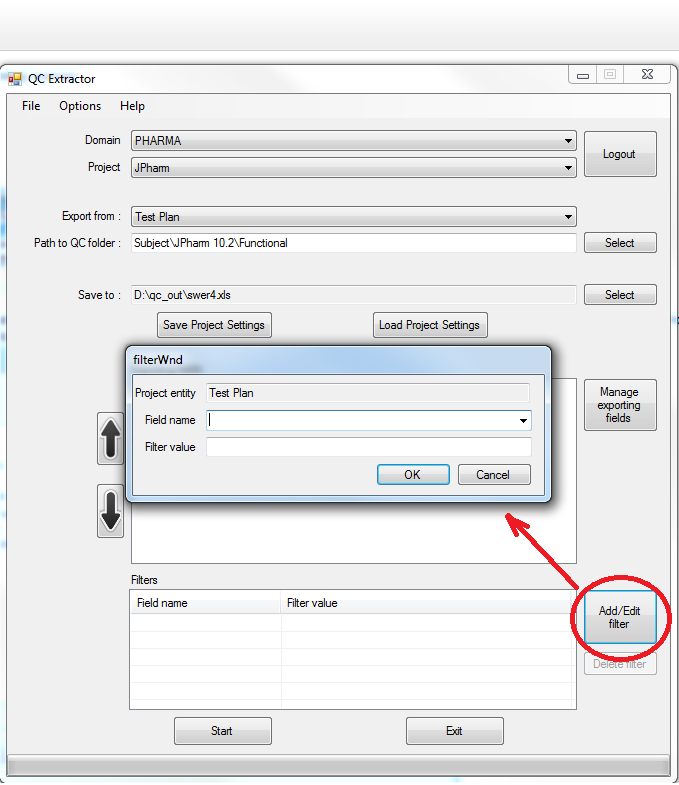 QC Extractor
File Options Help
Domain PHARMA
Logout
Project JPharm
Export from : Test Plan
Path to QC folder : Subject\JPharm 10.2\Functional Select
Save to : D:\qc_out\swer4.xls Select
Save Project Settings Load Project Settings
filterWnd
Project entity Test Plan
Field name
Filter value
OK Cancel
Manage
exporting
fields
Filters
Field name Filter value
Add/Edit
filter
Delete filter
Start Exit